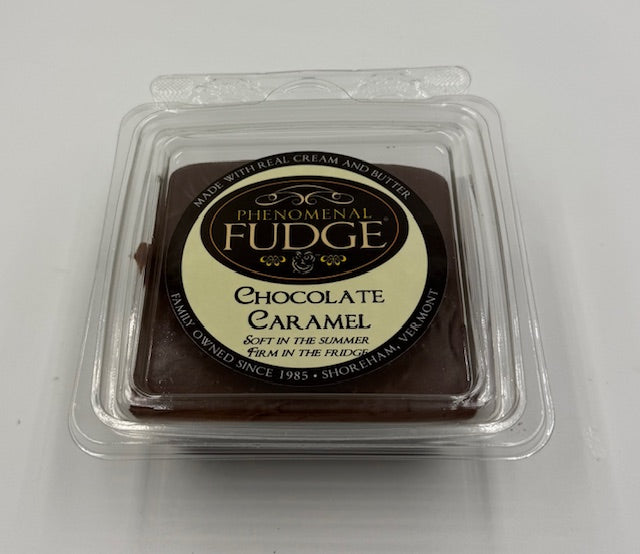 MADE WITH REAL CREAM AND BUTTER
PHENOMENAL
FUDGE®
CHOCOLATE
CARAMEL
SOFT IN THE SUMMER
FIRM IN THE FRIDGE
FAMILY OWNED SINCE 1985 • SHOREHAM, VERMONT